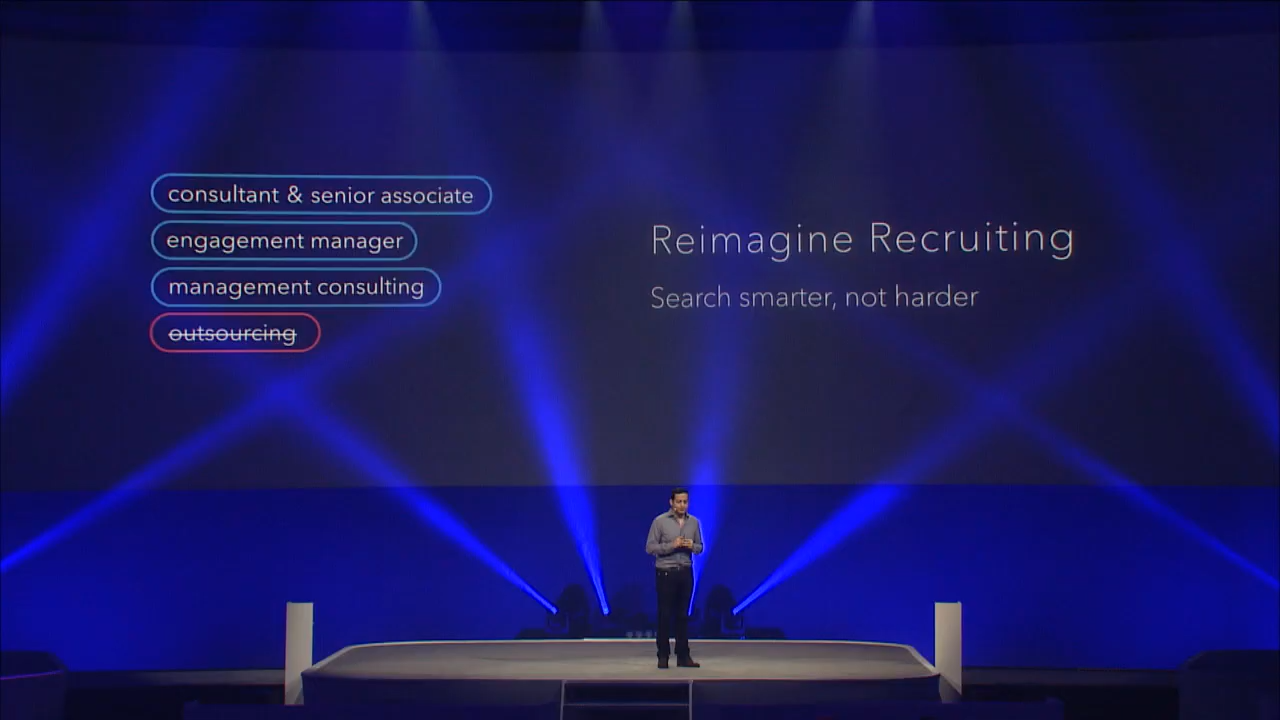 consultant & senior associate
engagement manager
management consulting
outsourcing
Reimagine Recruiting
Search smarter, not harder